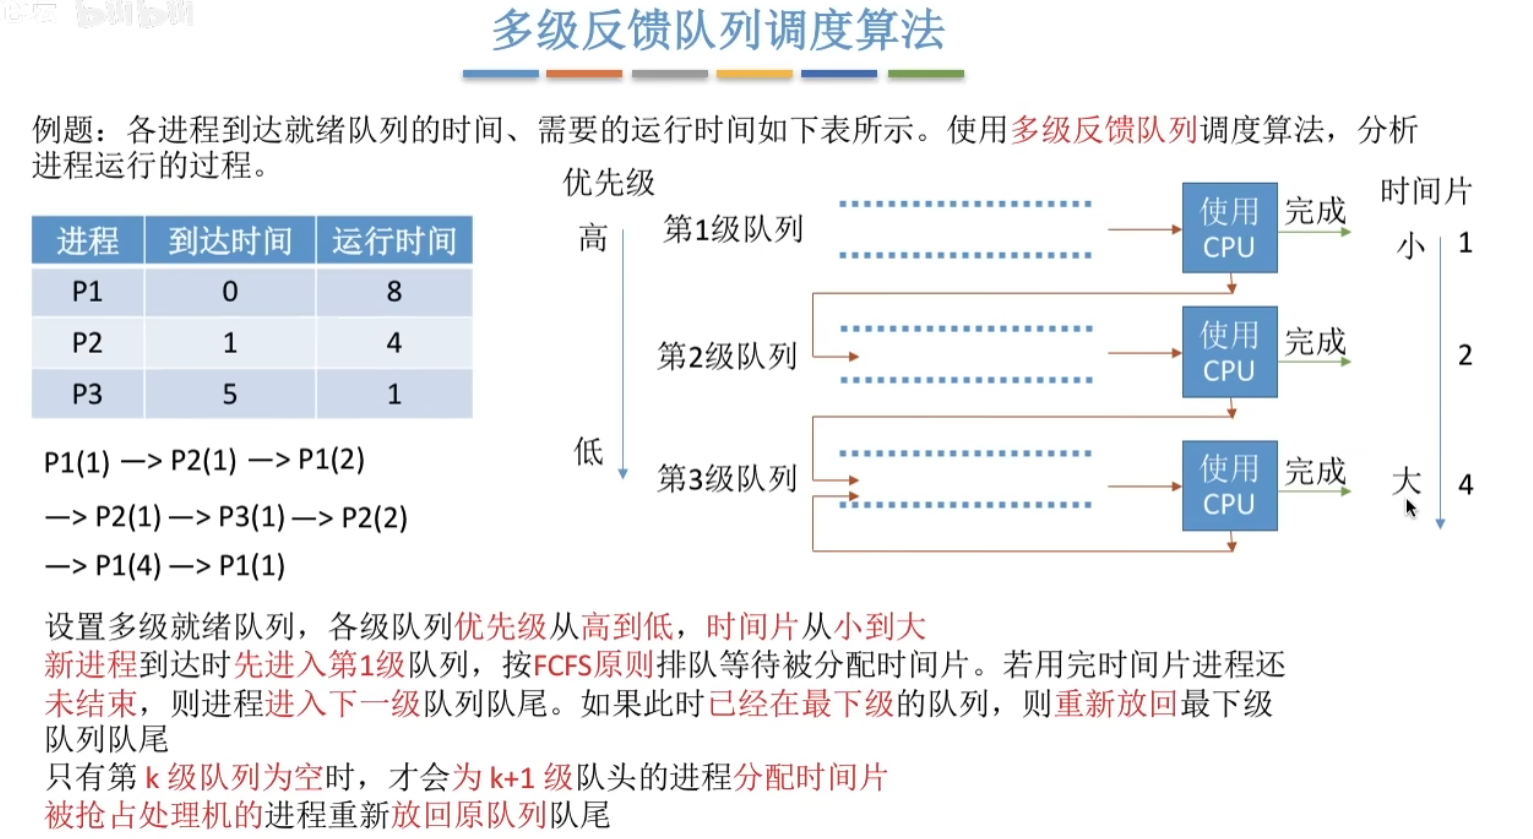 bilibili
多级反馈队列调度算法
例题：各进程到达就绪队列的时间、需要的运行时间如下表所示。使用多级反馈队列调度算法，分析
进程运行的过程。
进程 到达时间 运行时间
P1 0 8
P2 1 4
P3 5 1
P1(1) —> P2(1) —> P1(2)
—> P2(1) —> P3(1) —> P2(2)
—> P1(4) —> P1(1)
优先级
高
低
第1级队列
使用
CPU
完成
第2级队列
使用
CPU
完成
第3级队列
使用
CPU
完成
时间片
小 1
2
大 4
设置多级就绪队列，各级队列优先级从高到低，时间片从小到大
新进程到达时先进入第1级队列，按FCFS原则排队等待被分配时间片。若用完时间片进程还
未结束，则进程进入下一级队列队尾。如果此时已经在最下级的队列，则重新放回最下级
队列队尾
只有第 k 级队列为空时，才会为 k+1 级队头的进程分配时间片
被抢占处理机的进程重新放回原队列队尾